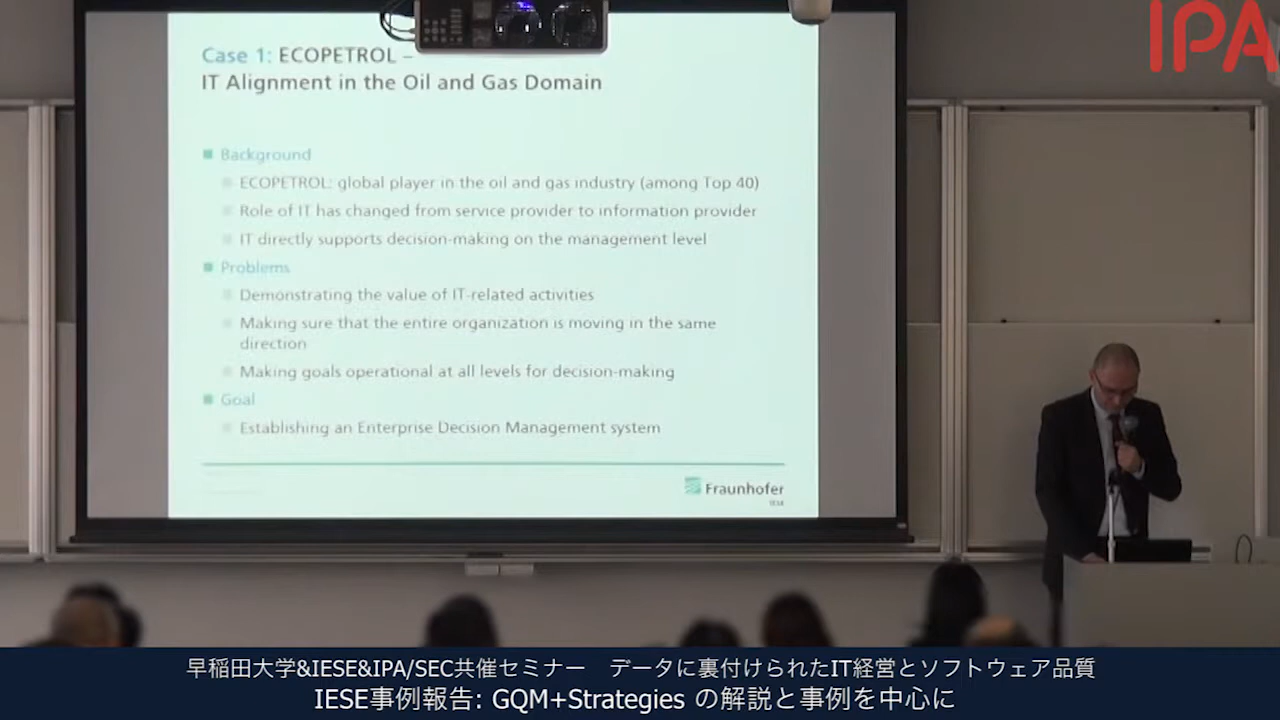 IPA
Case 1: ECOPETROL –
IT Alignment in the Oil and Gas Domain
Background
ECOPETROL: global player in the oil and gas industry (among Top 40)
Role of IT has changed from service provider to information provider
IT directly supports decision-making on the management level
Problems
Demonstrating the value of IT-related activities
Making sure that the entire organization is moving in the same
direction
Making goals operational at all levels for decision-making
Goal
Establishing an Enterprise Decision Management system
Fraunhofer
IESE
早稲田大学&IESE&IPA/SEC共催セミナー　データに裏付けられたIT経営とソフトウェア品質
IESE事例報告: GQM+Strategies の解説と事例を中心に